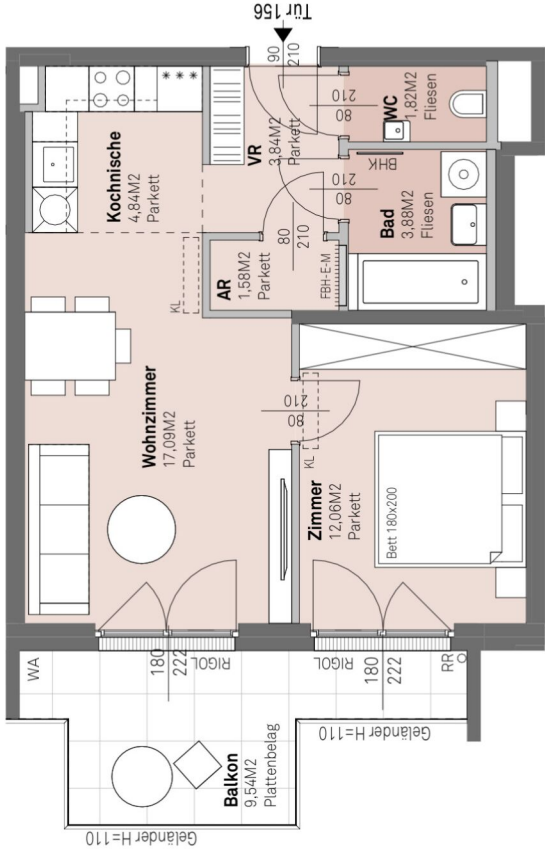 Tür 156
90
210
Kochnische
4,84M2
Parkett
VR
3,84M2
Parkett
80
210
WC
1,82M2
Fliesen
BHK
80
210
Bad
3,88M2
Fliesen
AR
1,58M2
Parkett
80
210
FBH-E-M
KL
Wohnzimmer
17,09M2
Parkett
80
210
KL
Zimmer
12,06M2
Parkett
Bett 180x200
WA
180
222
RIGOL
RIGOL
180
222
RR
Balkon
9,54M2
Plattenbelag
Geländer H=110
Geländer H=110